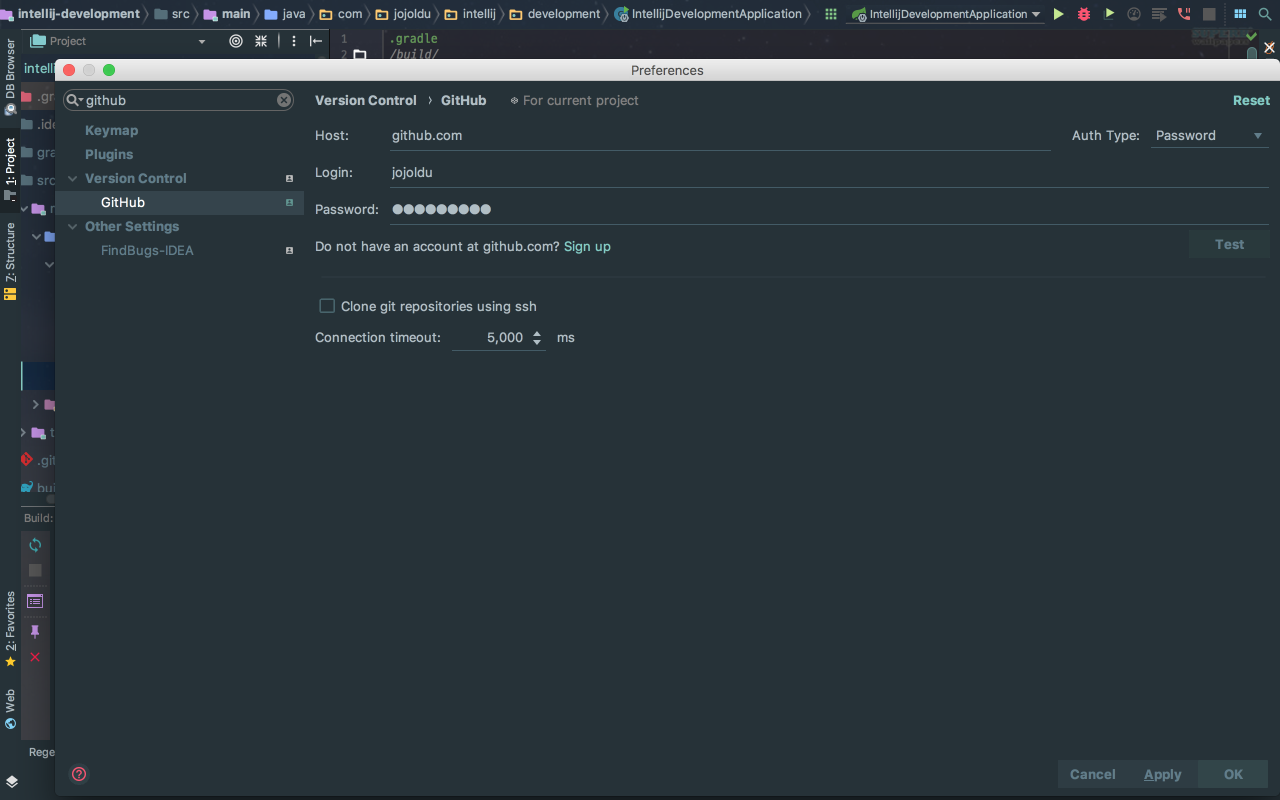 intellij-development src main java com jojoldu intellij development IntellijDevelopmentApplication IntellijDevelopmentApplication
Project
1 .gradle
2 /build/
DB Browser
1: Project
7: Structure
2: Favorites
Web
intelli
.gr
.ide
gra
src
.git
Build:
Rege
Preferences
github
Keymap
Plugins
Version Control
GitHub
Other Settings
FindBugs-IDEA
Version Control › GitHub For current project Reset
Host: github.com Auth Type: Password
Login: jojoldu
Password: ●●●●●●●●●
Do not have an account at github.com? Sign up Test
Clone git repositories using ssh
Connection timeout: 5,000 ms
? Cancel Apply OK